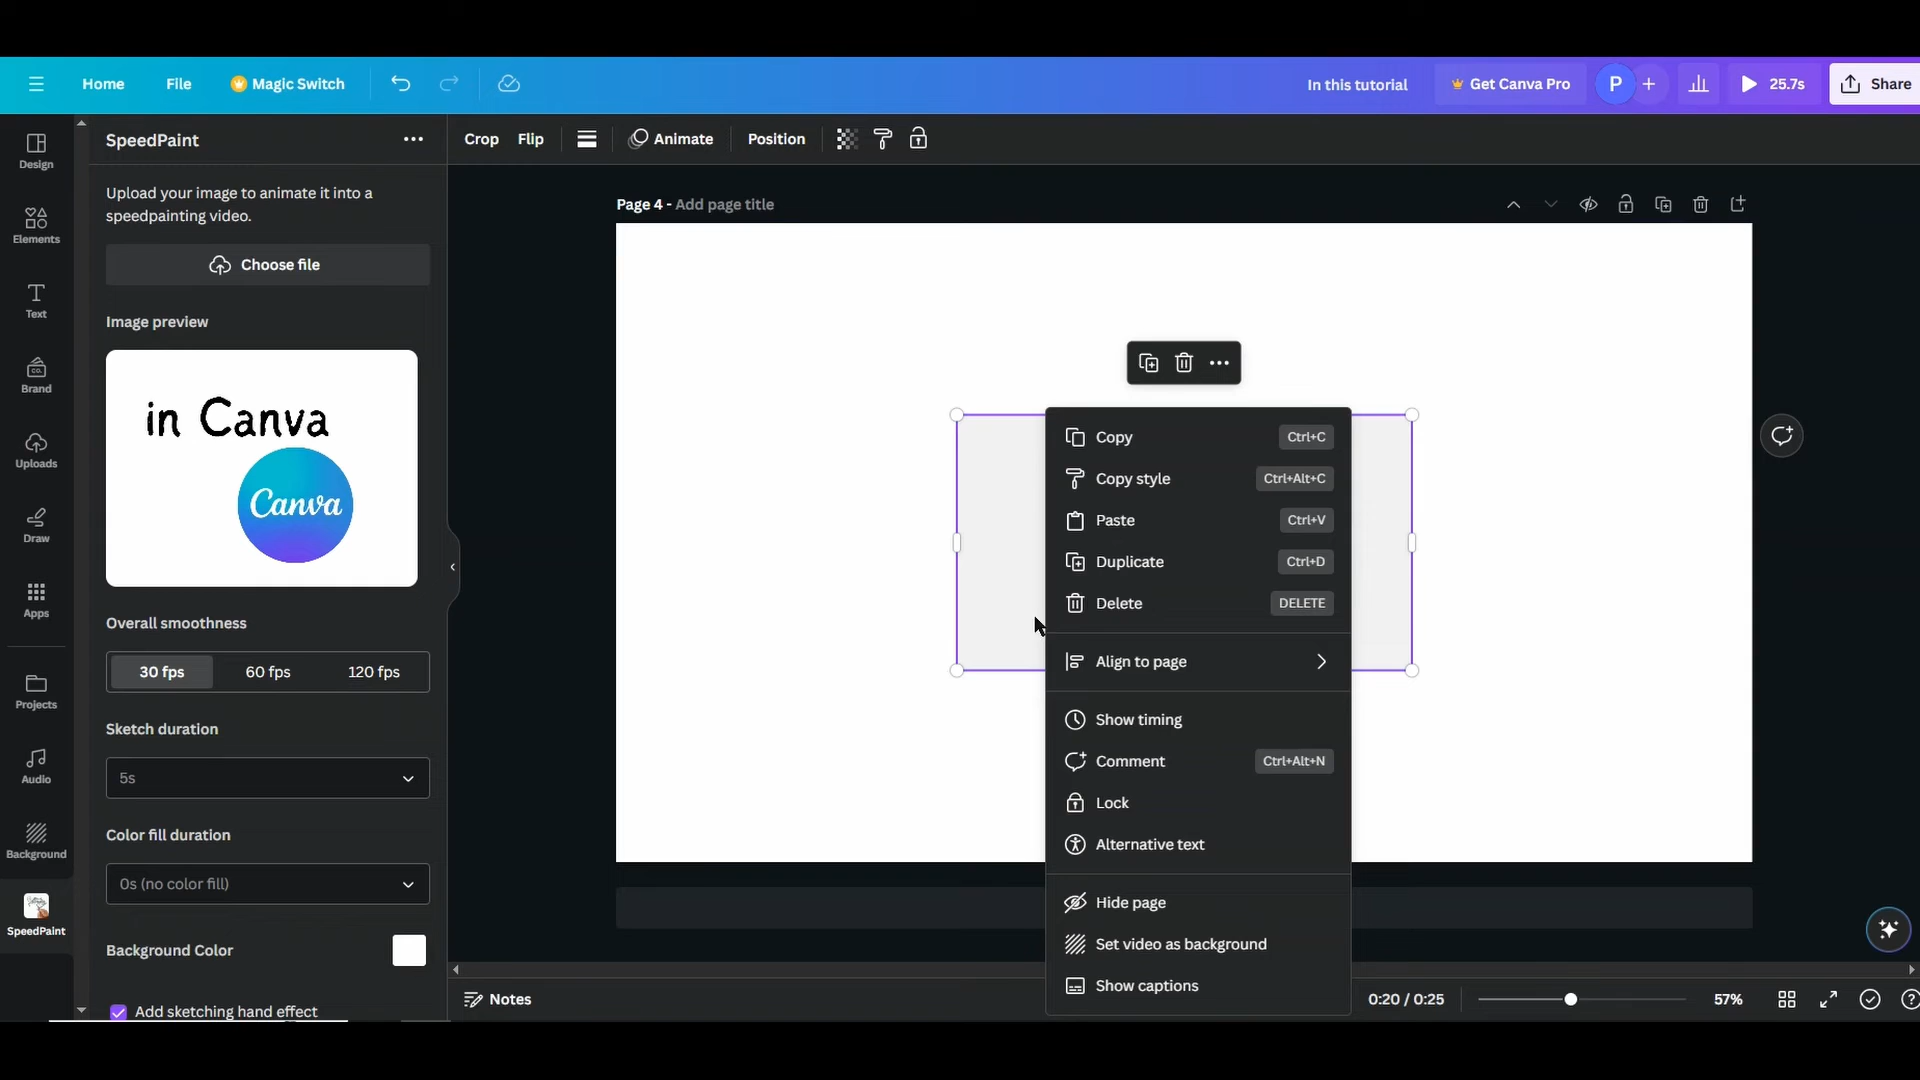 Home File Magic Switch In this tutorial Get Canva Pro P 25.7s Share
SpeedPaint
Crop Flip Animate Position
Design
Elements
Text
Brand
Uploads
Draw
Apps
Projects
Audio
Background
SpeedPaint
Upload your image to animate it into a
speedpainting video.
Choose file
Image preview
in Canva
Canva
Overall smoothness
30 fps 60 fps 120 fps
Sketch duration
5s
Color fill duration
0s (no color fill)
Background Color
Add sketching hand effect
Page 4 - Add page title
Copy Ctrl+C
Copy style Ctrl+Alt+C
Paste Ctrl+V
Duplicate Ctrl+D
Delete DELETE
Align to page
Show timing
Comment Ctrl+Alt+N
Lock
Alternative text
Hide page
Set video as background
Show captions
Notes 0:20 / 0:25 57%